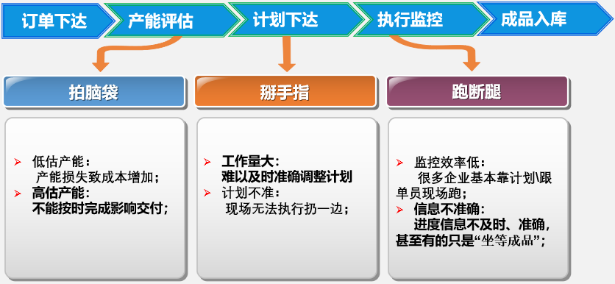 订单下达
产能评估
计划下达
执行监控
成品入库
拍脑袋
掰手指
跑断腿
低估产能：
产能损失致成本增加；
高估产能：
不能按时完成影响交付；
工作量大：
难以及时准确调整计划
计划不准：
现场无法执行扔一边；
监控效率低：
很多企业基本靠计划\跟
单员现场跑；
信息不准确：
进度信息不及时、准确，
甚至有的只是“坐等成品”；